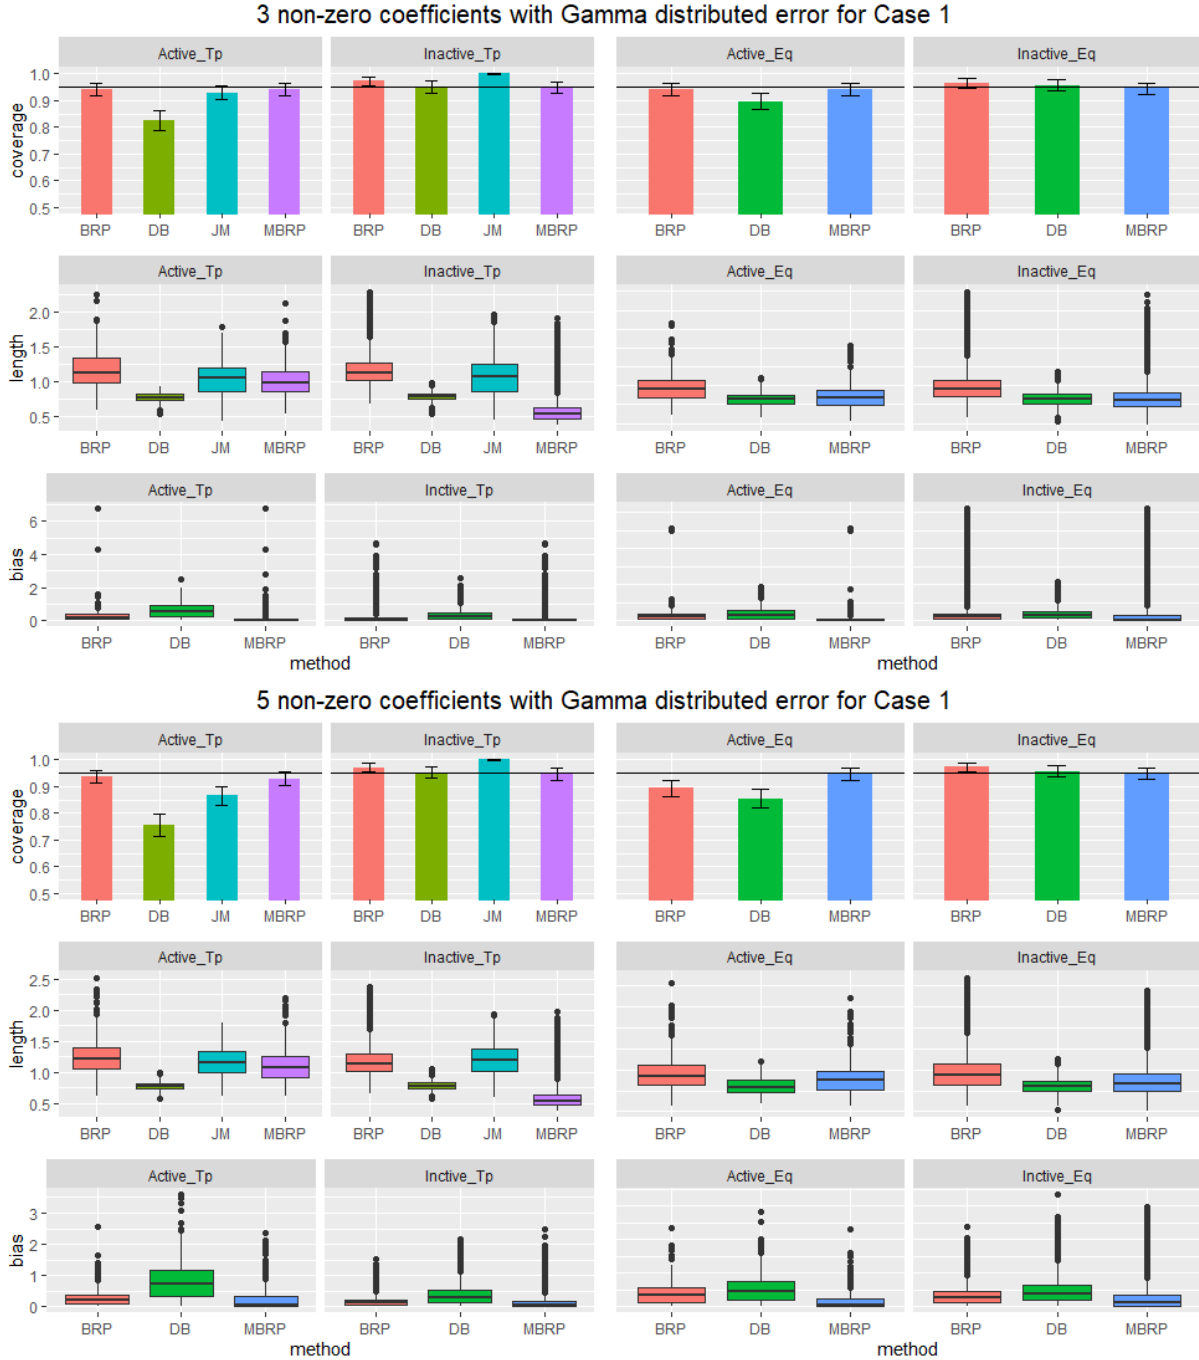 3 non-zero coefficients with Gamma distributed error for Case 1
Active_Tp Inactive_Tp Active_Eq Inactive_Eq
coverage
1.0
0.9
0.8
0.7
0.6
0.5
BRP DB JM MBRP BRP DB JM MBRP BRP DB MBRP BRP DB MBRP
Active_Tp Inactive_Tp Active_Eq Inactive_Eq
length
2.0
1.5
1.0
0.5
BRP DB JM MBRP BRP DB JM MBRP BRP DB MBRP BRP DB MBRP
Active_Tp Inctive_Tp Active_Eq Inctive_Eq
bias
6
4
2
0
BRP DB MBRP BRP DB MBRP BRP DB MBRP BRP DB MBRP
method method
5 non-zero coefficients with Gamma distributed error for Case 1
Active_Tp Inactive_Tp Active_Eq Inactive_Eq
coverage
1.0
0.9
0.8
0.7
0.6
0.5
BRP DB JM MBRP BRP DB JM MBRP BRP DB MBRP BRP DB MBRP
Active_Tp Inactive_Tp Active_Eq Inactive_Eq
length
2.5
2.0
1.5
1.0
0.5
BRP DB JM MBRP BRP DB JM MBRP BRP DB MBRP BRP DB MBRP
Active_Tp Inctive_Tp Active_Eq Inctive_Eq
bias
3
2
1
0
BRP DB MBRP BRP DB MBRP BRP DB MBRP BRP DB MBRP
method method